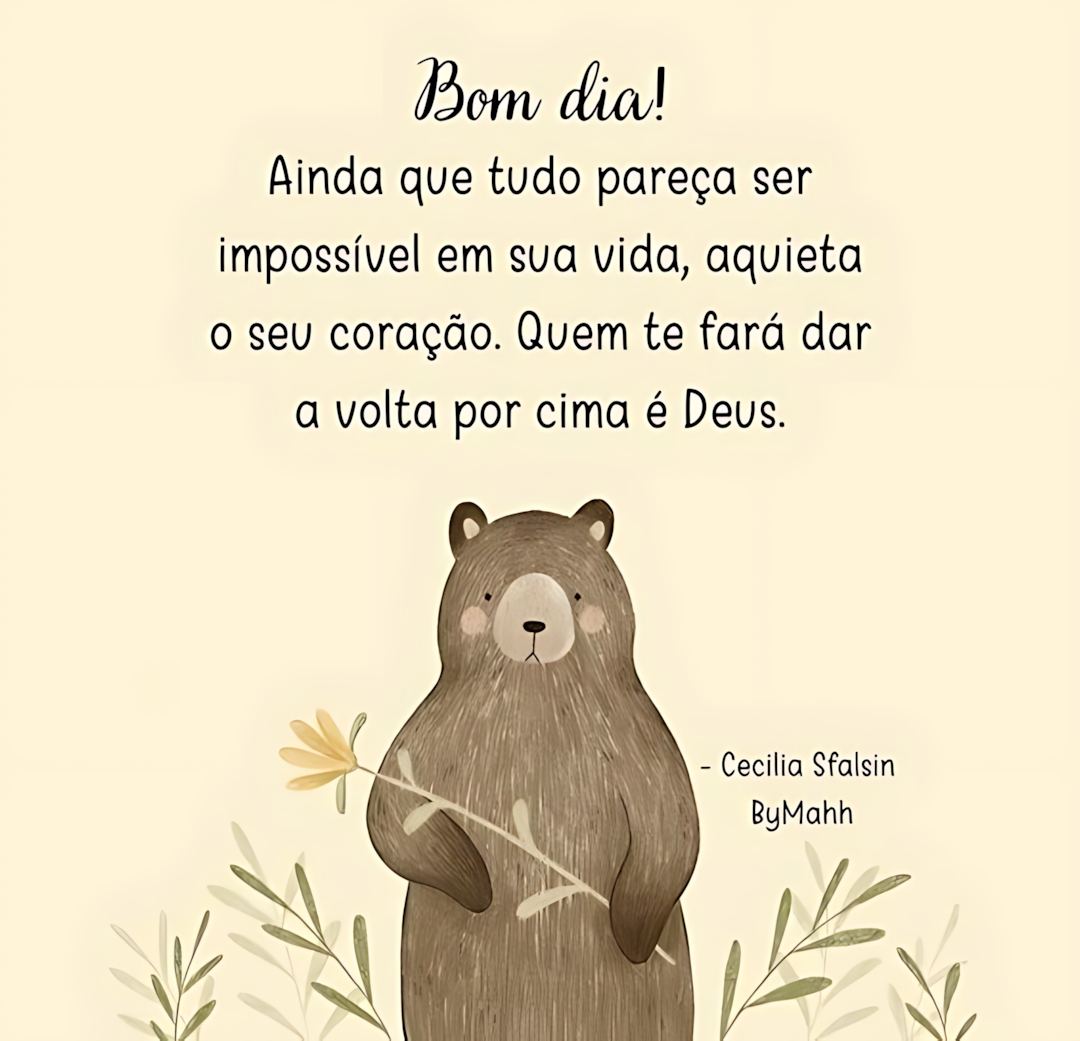 Bom dia!
Ainda que tudo pareça ser
impossível em sua vida, aquieta
o seu coração. Quem te fará dar
a volta por cima é Deus.
- Cecilia Sfalsin
ByMahh